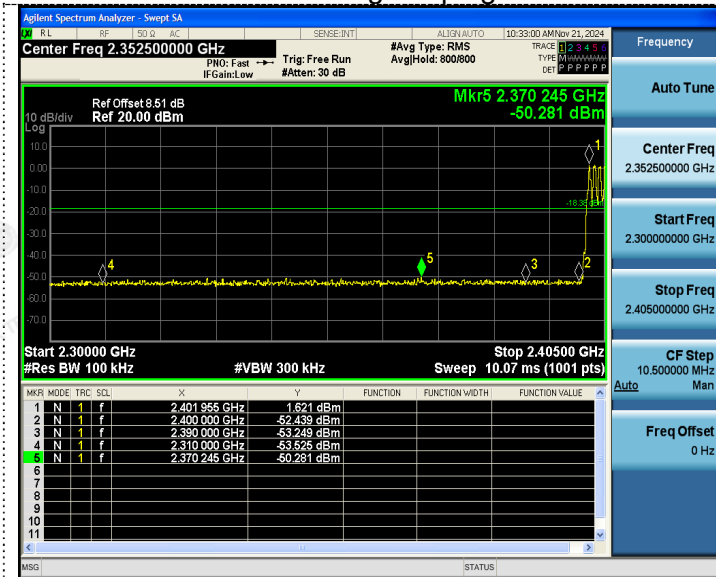 Agilent Spectrum Analyzer - Swept SA
LXI RL RF 50 Ω AC SENSE:INT ALIGN AUTO 10:33:00 AM Nov 21, 2024
Center Freq 2.352500000 GHz
PNO: Fast
IFGain:Low
Trig: Free Run
#Atten: 30 dB
#Avg Type: RMS
Avg|Hold: 800/800
TRACE 1 2 3 4 5 6
TYPE M
DET P P P P P P
Ref Offset 8.51 dB
10 dB/div Ref 20.00 dBm
Log
Mkr5 2.370 245 GHz
-50.281 dBm
10.0
0.00
-10.0
-20.0
-30.0
-40.0
-50.0
-60.0
-70.0
1
2
3
4
5
Start 2.30000 GHz Stop 2.40500 GHz
#Res BW 100 kHz #VBW 300 kHz Sweep 10.07 ms (1001 pts)
MKR MODE TRC SCL X Y FUNCTION FUNCTION WIDTH FUNCTION VALUE
1 N 1 f 2.401 955 GHz 1.621 dBm
2 N 1 f 2.400 000 GHz -52.439 dBm
3 N 1 f 2.390 000 GHz -53.249 dBm
4 N 1 f 2.310 000 GHz -53.525 dBm
5 N 1 f 2.370 245 GHz -50.281 dBm
6
7
8
9
10
11
MSG STATUS
Frequency
Auto Tune
Center Freq
2.352500000 GHz
Start Freq
2.300000000 GHz
Stop Freq
2.405000000 GHz
CF Step
10.500000 MHz
Auto Man
Freq Offset
0 Hz